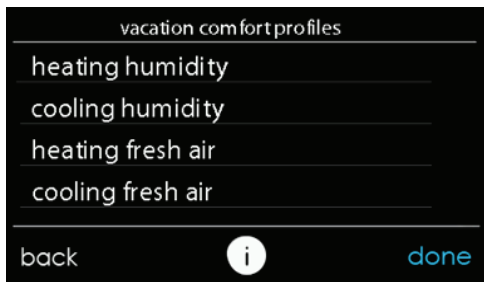 vacation comfort profiles
heating humidity
cooling humidity
heating fresh air
cooling fresh air
back
i
done